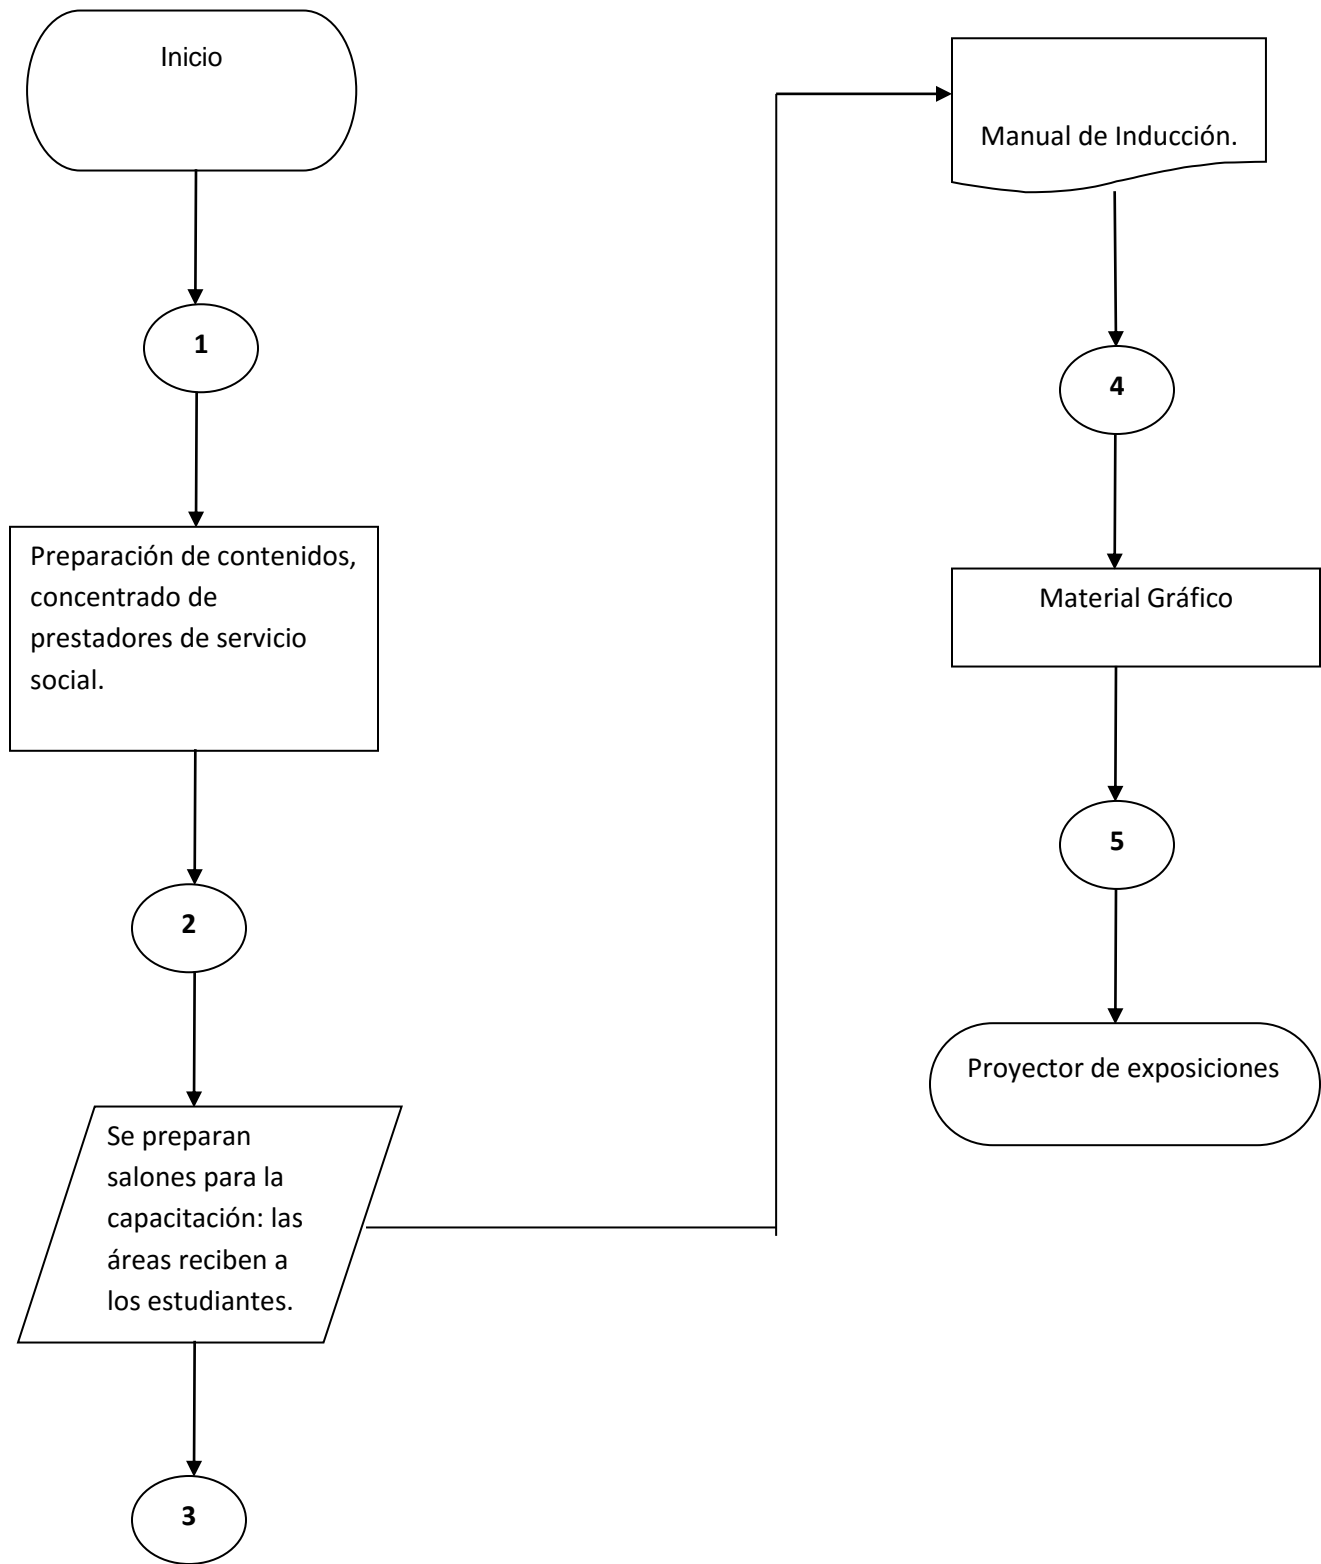 Inicio
1
Preparación de contenidos,
concentrado de
prestadores de servicio
social.
2
Se preparan
salones para la
capacitación: las
áreas reciben a
los estudiantes.
3
Manual de Inducción.
4
Material Gráfico
5
Proyector de exposiciones